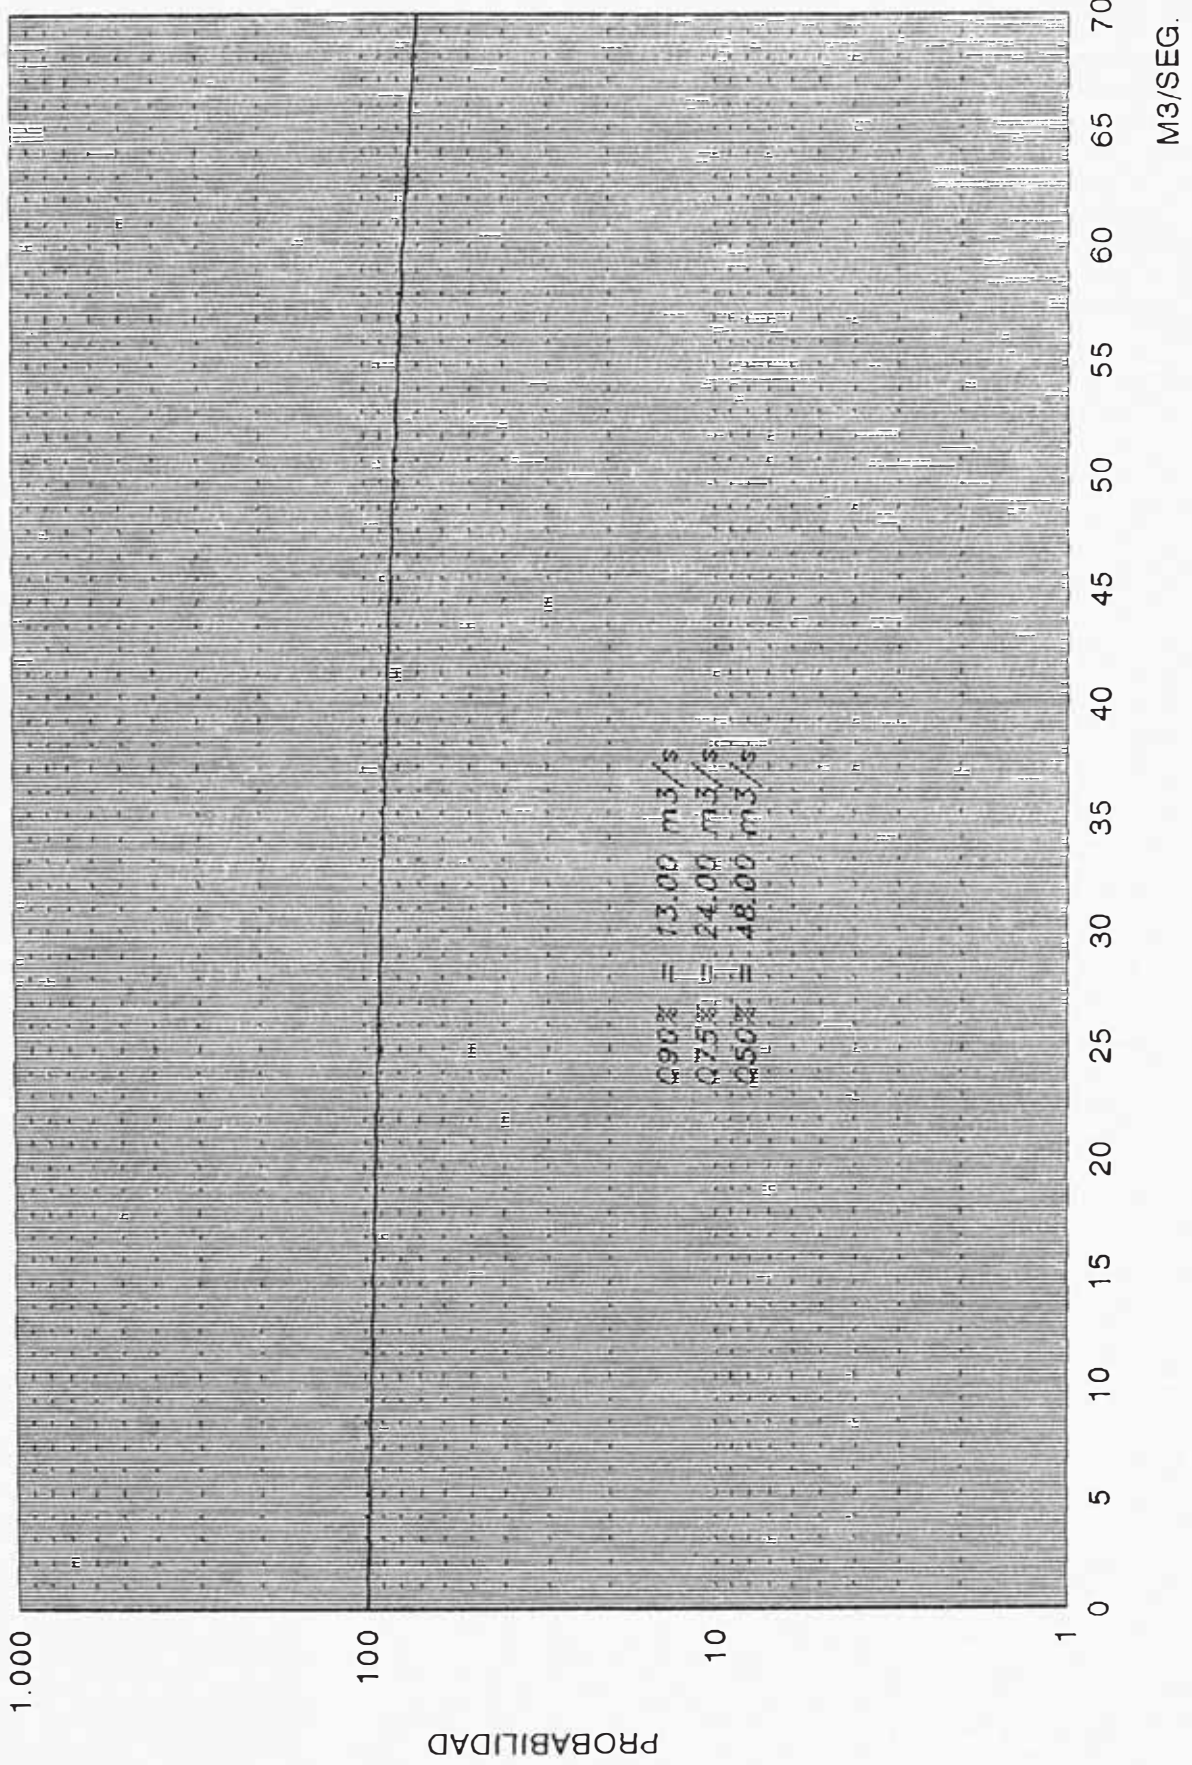 1.000
100
10
1
PROBABILIDAD
Q90% = 13.00 m3/s
Q75% = 24.00 m3/s
Q50% = 48.00 m3/s
0 5 10 15 20 25 30 35 40 45 50 55 60 65 70
M3/SEG.